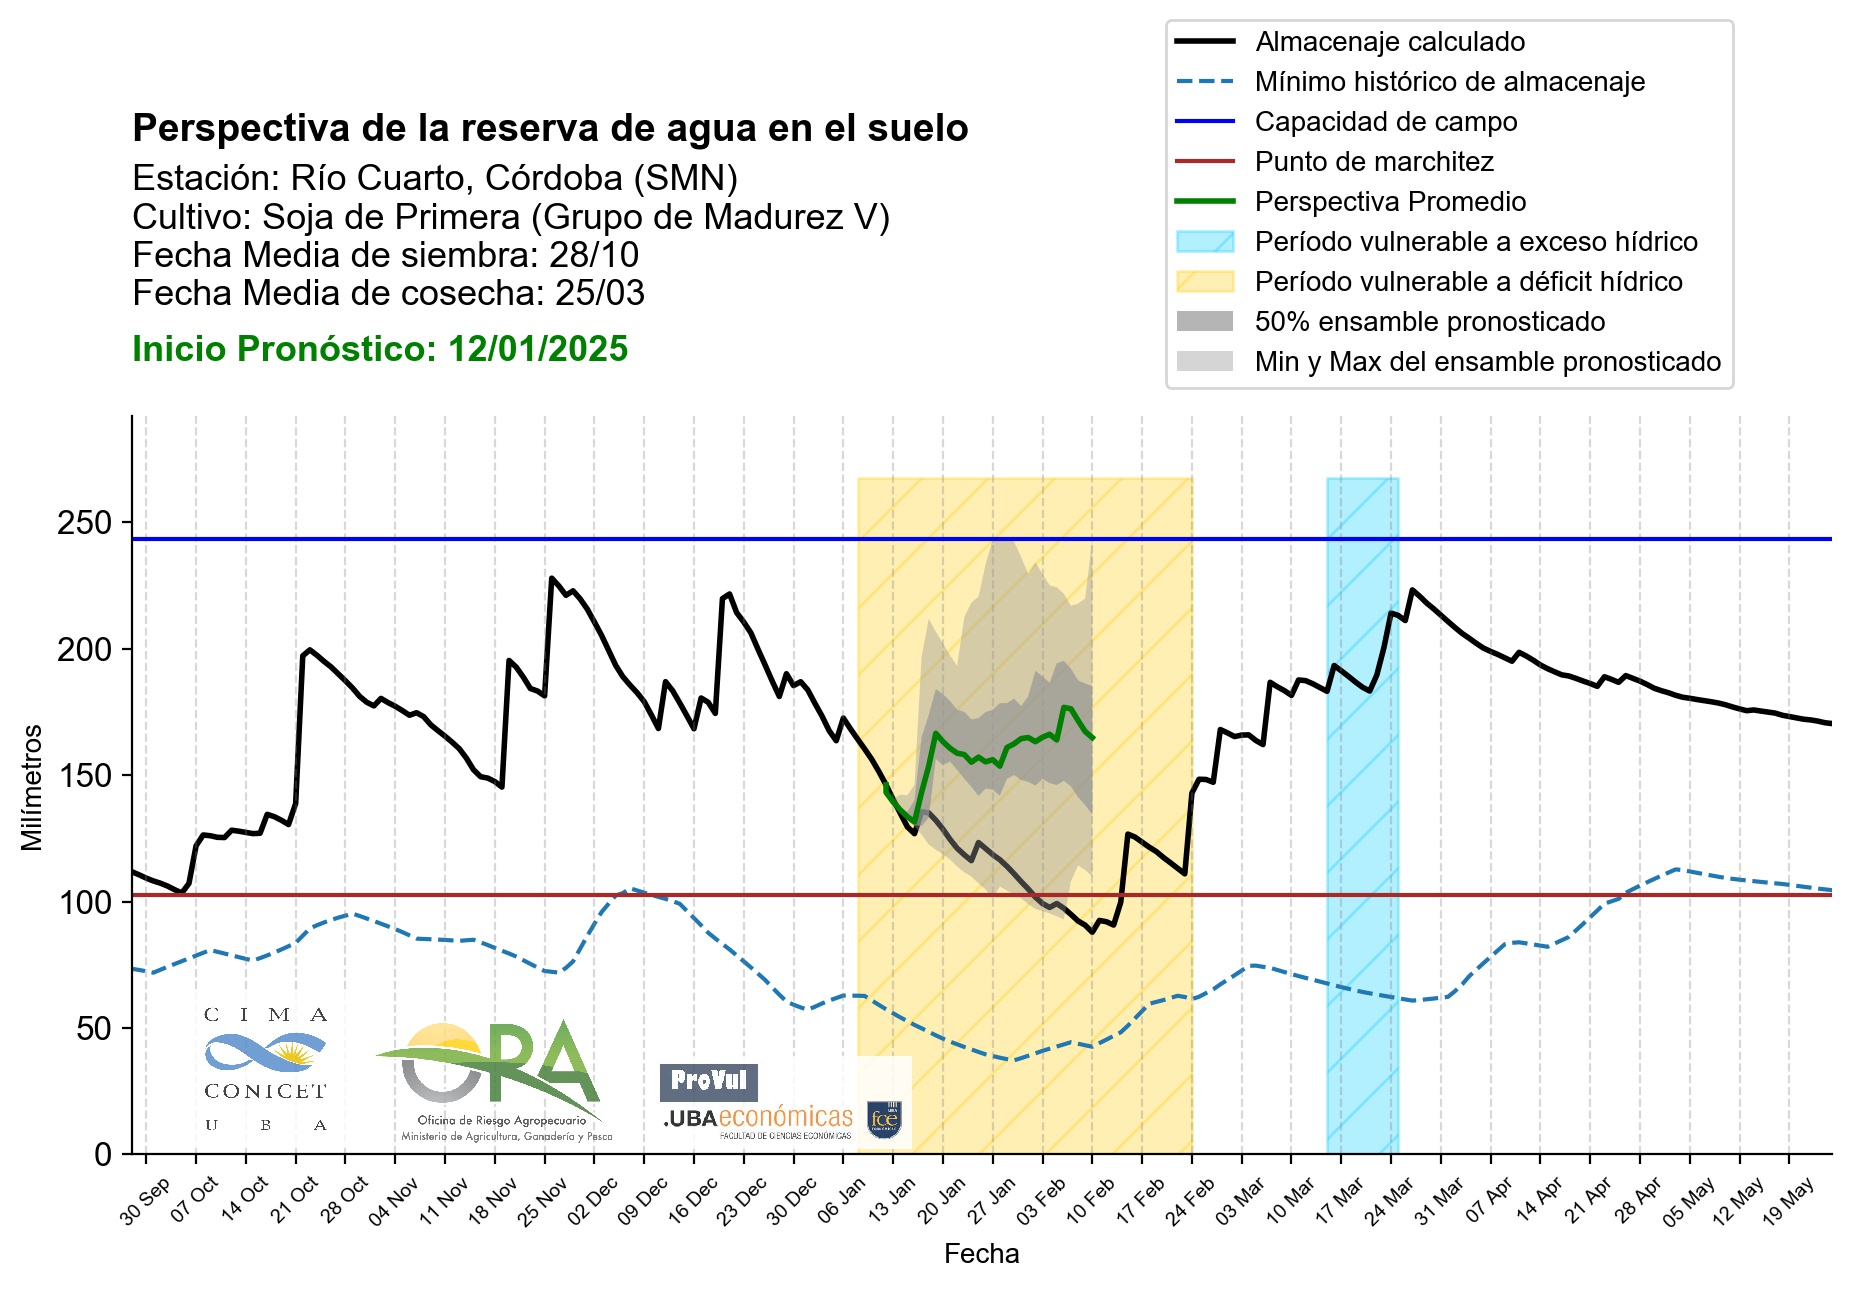 Almacenaje calculado
Mínimo histórico de almacenaje
Capacidad de campo
Punto de marchitez
Perspectiva Promedio
Período vulnerable a exceso hídrico
Período vulnerable a déficit hídrico
50% ensamble pronosticado
Min y Max del ensamble pronosticado
Perspectiva de la reserva de agua en el suelo
Estación: Río Cuarto, Córdoba (SMN)
Cultivo: Soja de Primera (Grupo de Madurez V)
Fecha Media de siembra: 28/10
Fecha Media de cosecha: 25/03
Inicio Pronóstico: 12/01/2025
Milímetros
250
200
150
100
50
0
CIMA
CONICET
UBA
ORA
Oficina de Riesgo Agropecuario
Ministerio de Agricultura, Ganadería y Pesca
ProVul
.UBAeconómicas
FACULTAD DE CIENCIAS ECONÓMICAS
fce
30 Sep
07 Oct
14 Oct
21 Oct
28 Oct
04 Nov
11 Nov
18 Nov
25 Nov
02 Dec
09 Dec
16 Dec
23 Dec
30 Dec
06 Jan
13 Jan
20 Jan
27 Jan
03 Feb
10 Feb
17 Feb
24 Feb
03 Mar
10 Mar
17 Mar
24 Mar
31 Mar
07 Apr
14 Apr
21 Apr
28 Apr
05 May
12 May
19 May
Fecha